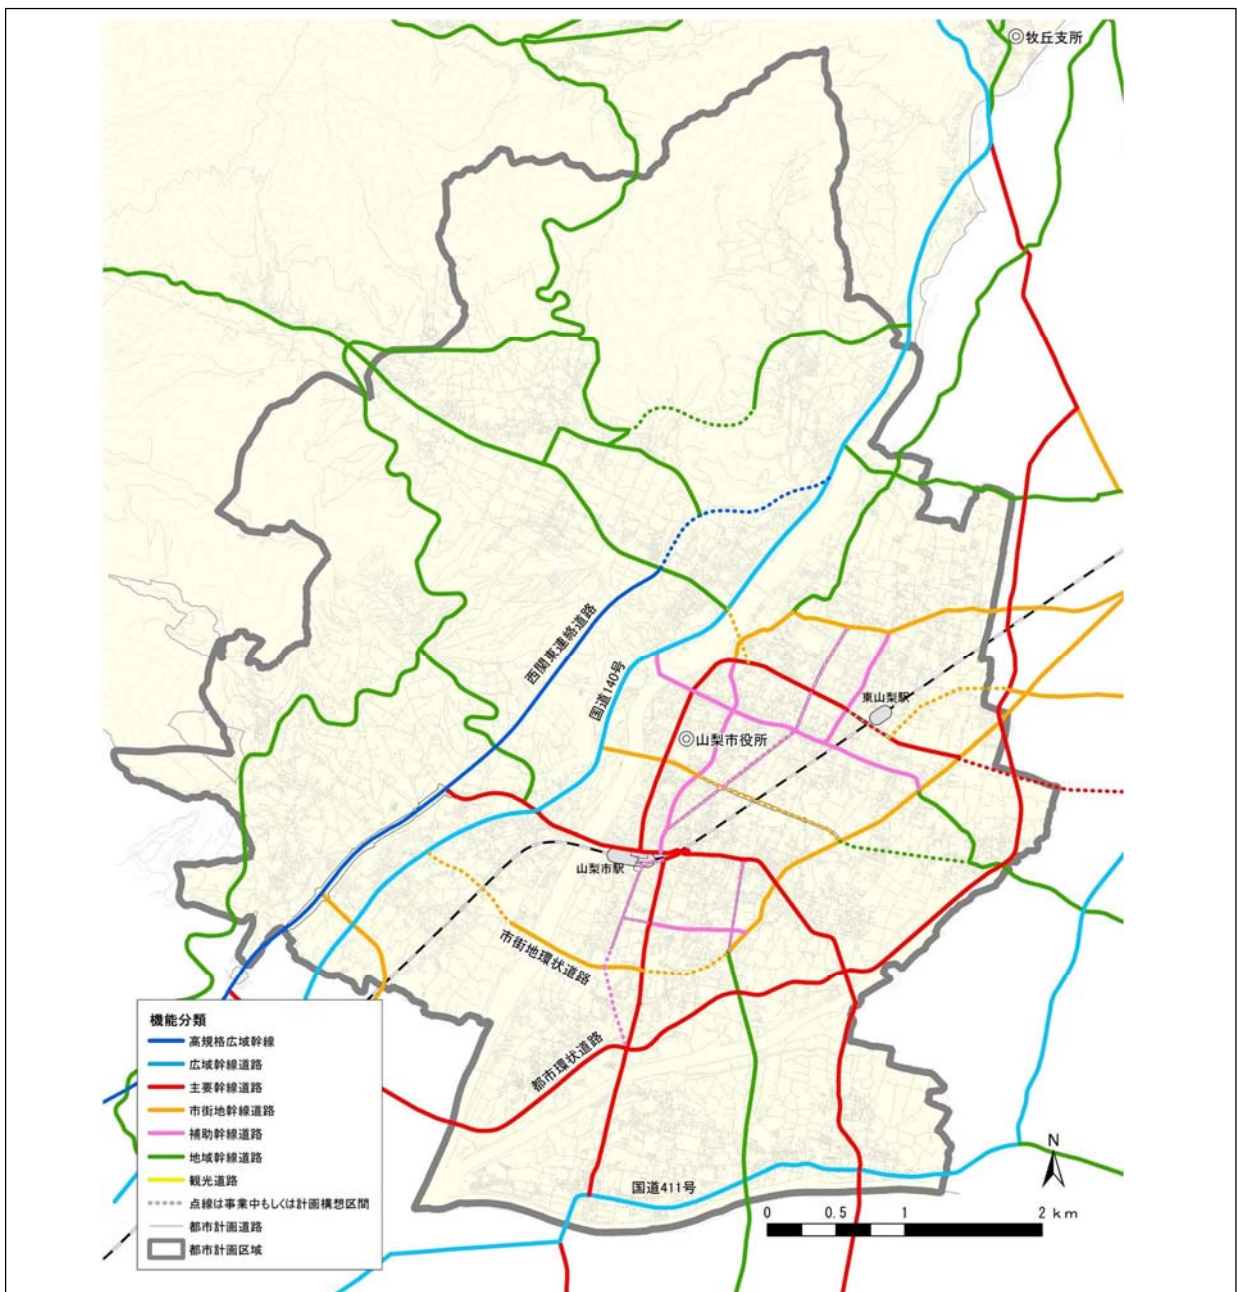 ◎牧丘支所
西関東連絡道路
国道140号
東山梨駅
◎山梨市役所
山梨市駅
市街地環状道路
都市環状道路
機能分類
高規格広域幹線
広域幹線道路
主要幹線道路
市街地幹線道路
補助幹線道路
地域幹線道路
観光道路
点線は事業中もしくは計画構想区間
都市計画道路
都市計画区域
国道411号
N
0 0.5 1 2 km